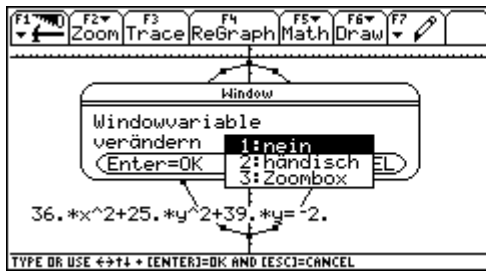 F1 F2 F3 F4 F5 F6 F7
Zoom Trace ReGraph Math Draw
Window
Windowvariable
verändern
1:nein
2:händisch
3:Zoombox
Enter=OK
36.*x^2+25.*y^2+39.*y=-2.
TYPE OR USE ←→↑↓ + [ENTER]=OK AND [ESC]=CANCEL